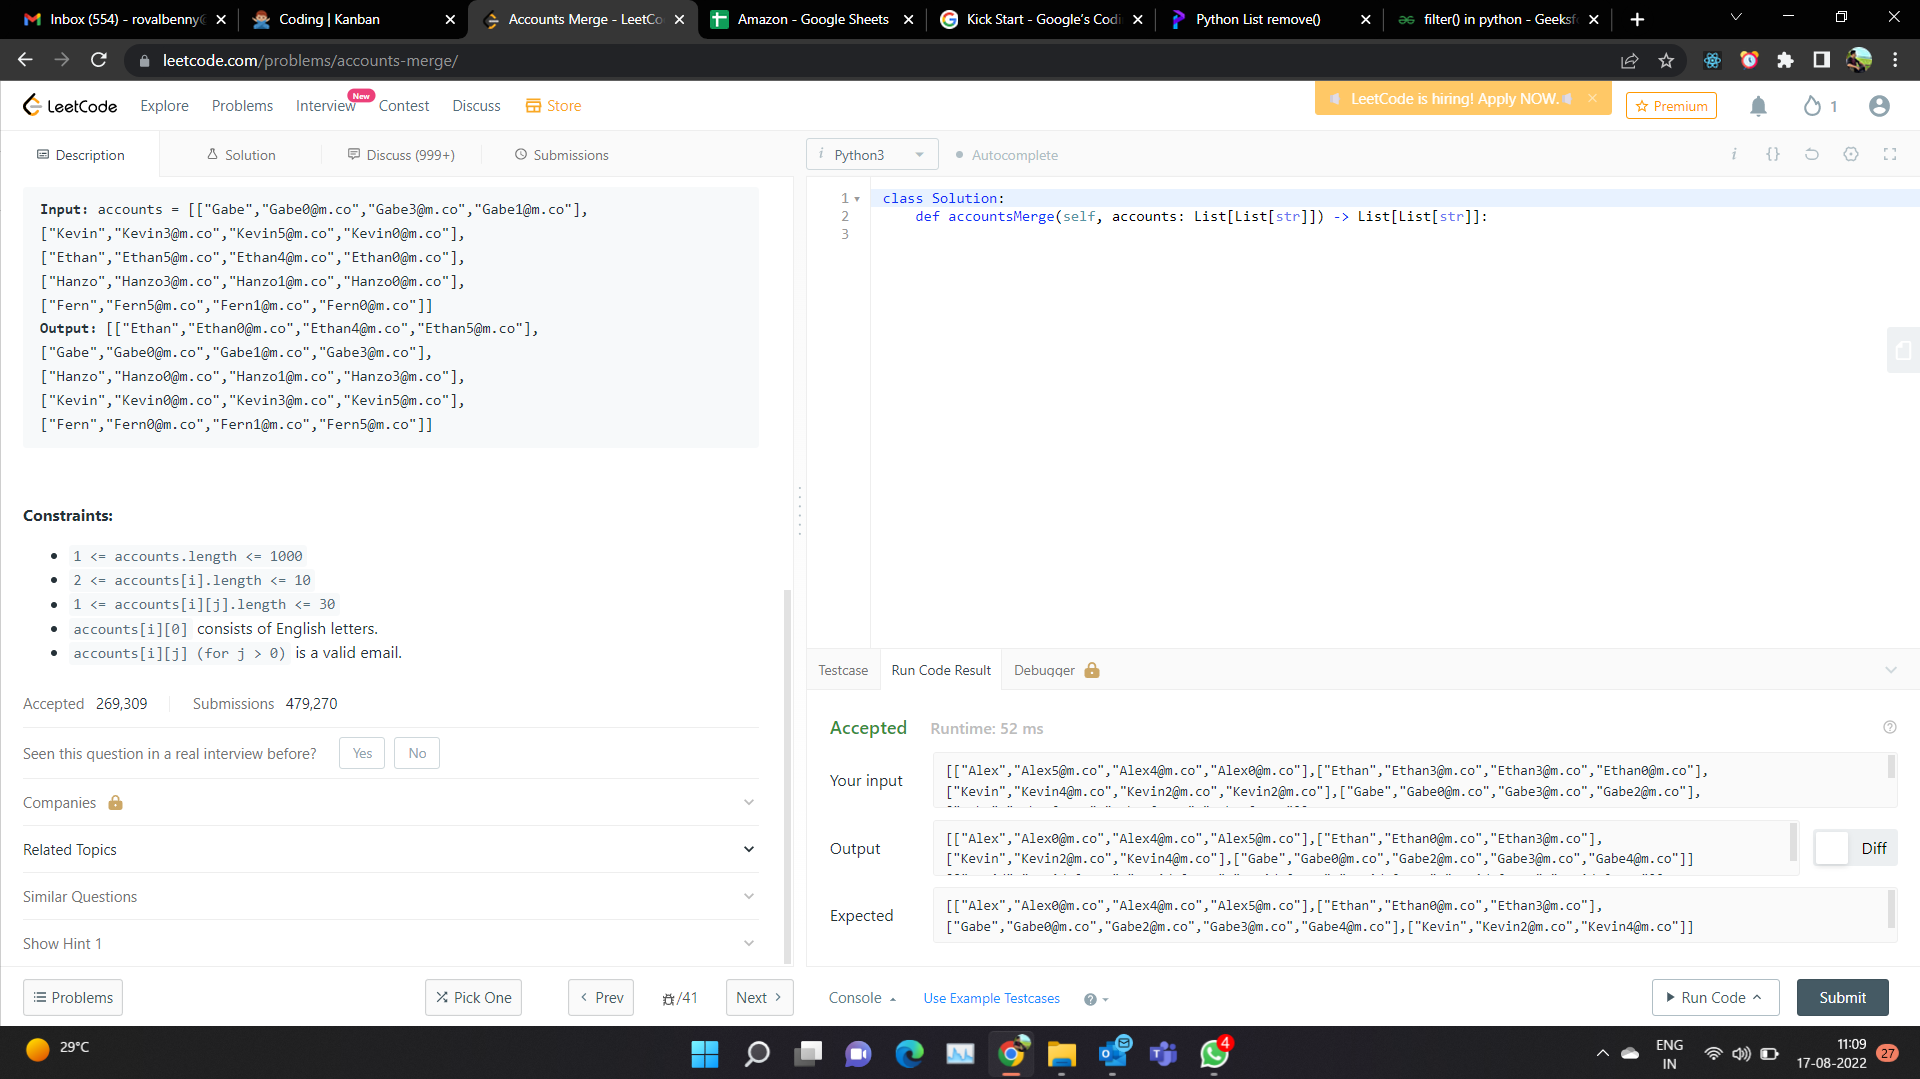 Inbox (554) - rovalbenny@
Coding | Kanban
Accounts Merge - LeetCo
Amazon - Google Sheets
Kick Start - Google's Codi
Python List remove()
filter() in python - Geeksf
leetcode.com/problems/accounts-merge/
LeetCode
Explore
Problems
Interview
New
Contest
Discuss
Store
LeetCode is hiring! Apply NOW.
Premium
1
Description
Solution
Discuss (999+)
Submissions
i Python3
Autocomplete
i
{}
Input: accounts = [["Gabe","Gabe0@m.co","Gabe3@m.co","Gabe1@m.co"],
["Kevin","Kevin3@m.co","Kevin5@m.co","Kevin0@m.co"],
["Ethan","Ethan5@m.co","Ethan4@m.co","Ethan0@m.co"],
["Hanzo","Hanzo3@m.co","Hanzo1@m.co","Hanzo0@m.co"],
["Fern","Fern5@m.co","Fern1@m.co","Fern0@m.co"]]
Output: [["Ethan","Ethan0@m.co","Ethan4@m.co","Ethan5@m.co"],
["Gabe","Gabe0@m.co","Gabe1@m.co","Gabe3@m.co"],
["Hanzo","Hanzo0@m.co","Hanzo1@m.co","Hanzo3@m.co"],
["Kevin","Kevin0@m.co","Kevin3@m.co","Kevin5@m.co"],
["Fern","Fern0@m.co","Fern1@m.co","Fern5@m.co"]]
Constraints:
1 <= accounts.length <= 1000
2 <= accounts[i].length <= 10
1 <= accounts[i][j].length <= 30
accounts[i][0] consists of English letters.
accounts[i][j] (for j > 0) is a valid email.
Accepted 269,309
Submissions 479,270
Seen this question in a real interview before?
Yes
No
Companies
Related Topics
Similar Questions
Show Hint 1
1 class Solution:
2 def accountsMerge(self, accounts: List[List[str]]) -> List[List[str]]:
3
Testcase
Run Code Result
Debugger
Accepted
Runtime: 52 ms
Your input
[["Alex","Alex5@m.co","Alex4@m.co","Alex0@m.co"],["Ethan","Ethan3@m.co","Ethan3@m.co","Ethan0@m.co"],
["Kevin","Kevin4@m.co","Kevin2@m.co","Kevin2@m.co"],["Gabe","Gabe0@m.co","Gabe3@m.co","Gabe2@m.co"],
Output
[["Alex","Alex0@m.co","Alex4@m.co","Alex5@m.co"],["Ethan","Ethan0@m.co","Ethan3@m.co"],
["Kevin","Kevin2@m.co","Kevin4@m.co"],["Gabe","Gabe0@m.co","Gabe2@m.co","Gabe3@m.co","Gabe4@m.co"]]
Diff
Expected
[["Alex","Alex0@m.co","Alex4@m.co","Alex5@m.co"],["Ethan","Ethan0@m.co","Ethan3@m.co"],
["Gabe","Gabe0@m.co","Gabe2@m.co","Gabe3@m.co","Gabe4@m.co"],["Kevin","Kevin2@m.co","Kevin4@m.co"]]
Problems
Pick One
Prev
/41
Next
Console
Use Example Testcases
Run Code
Submit
29°C
4
ENG
IN
11:09
17-08-2022
27